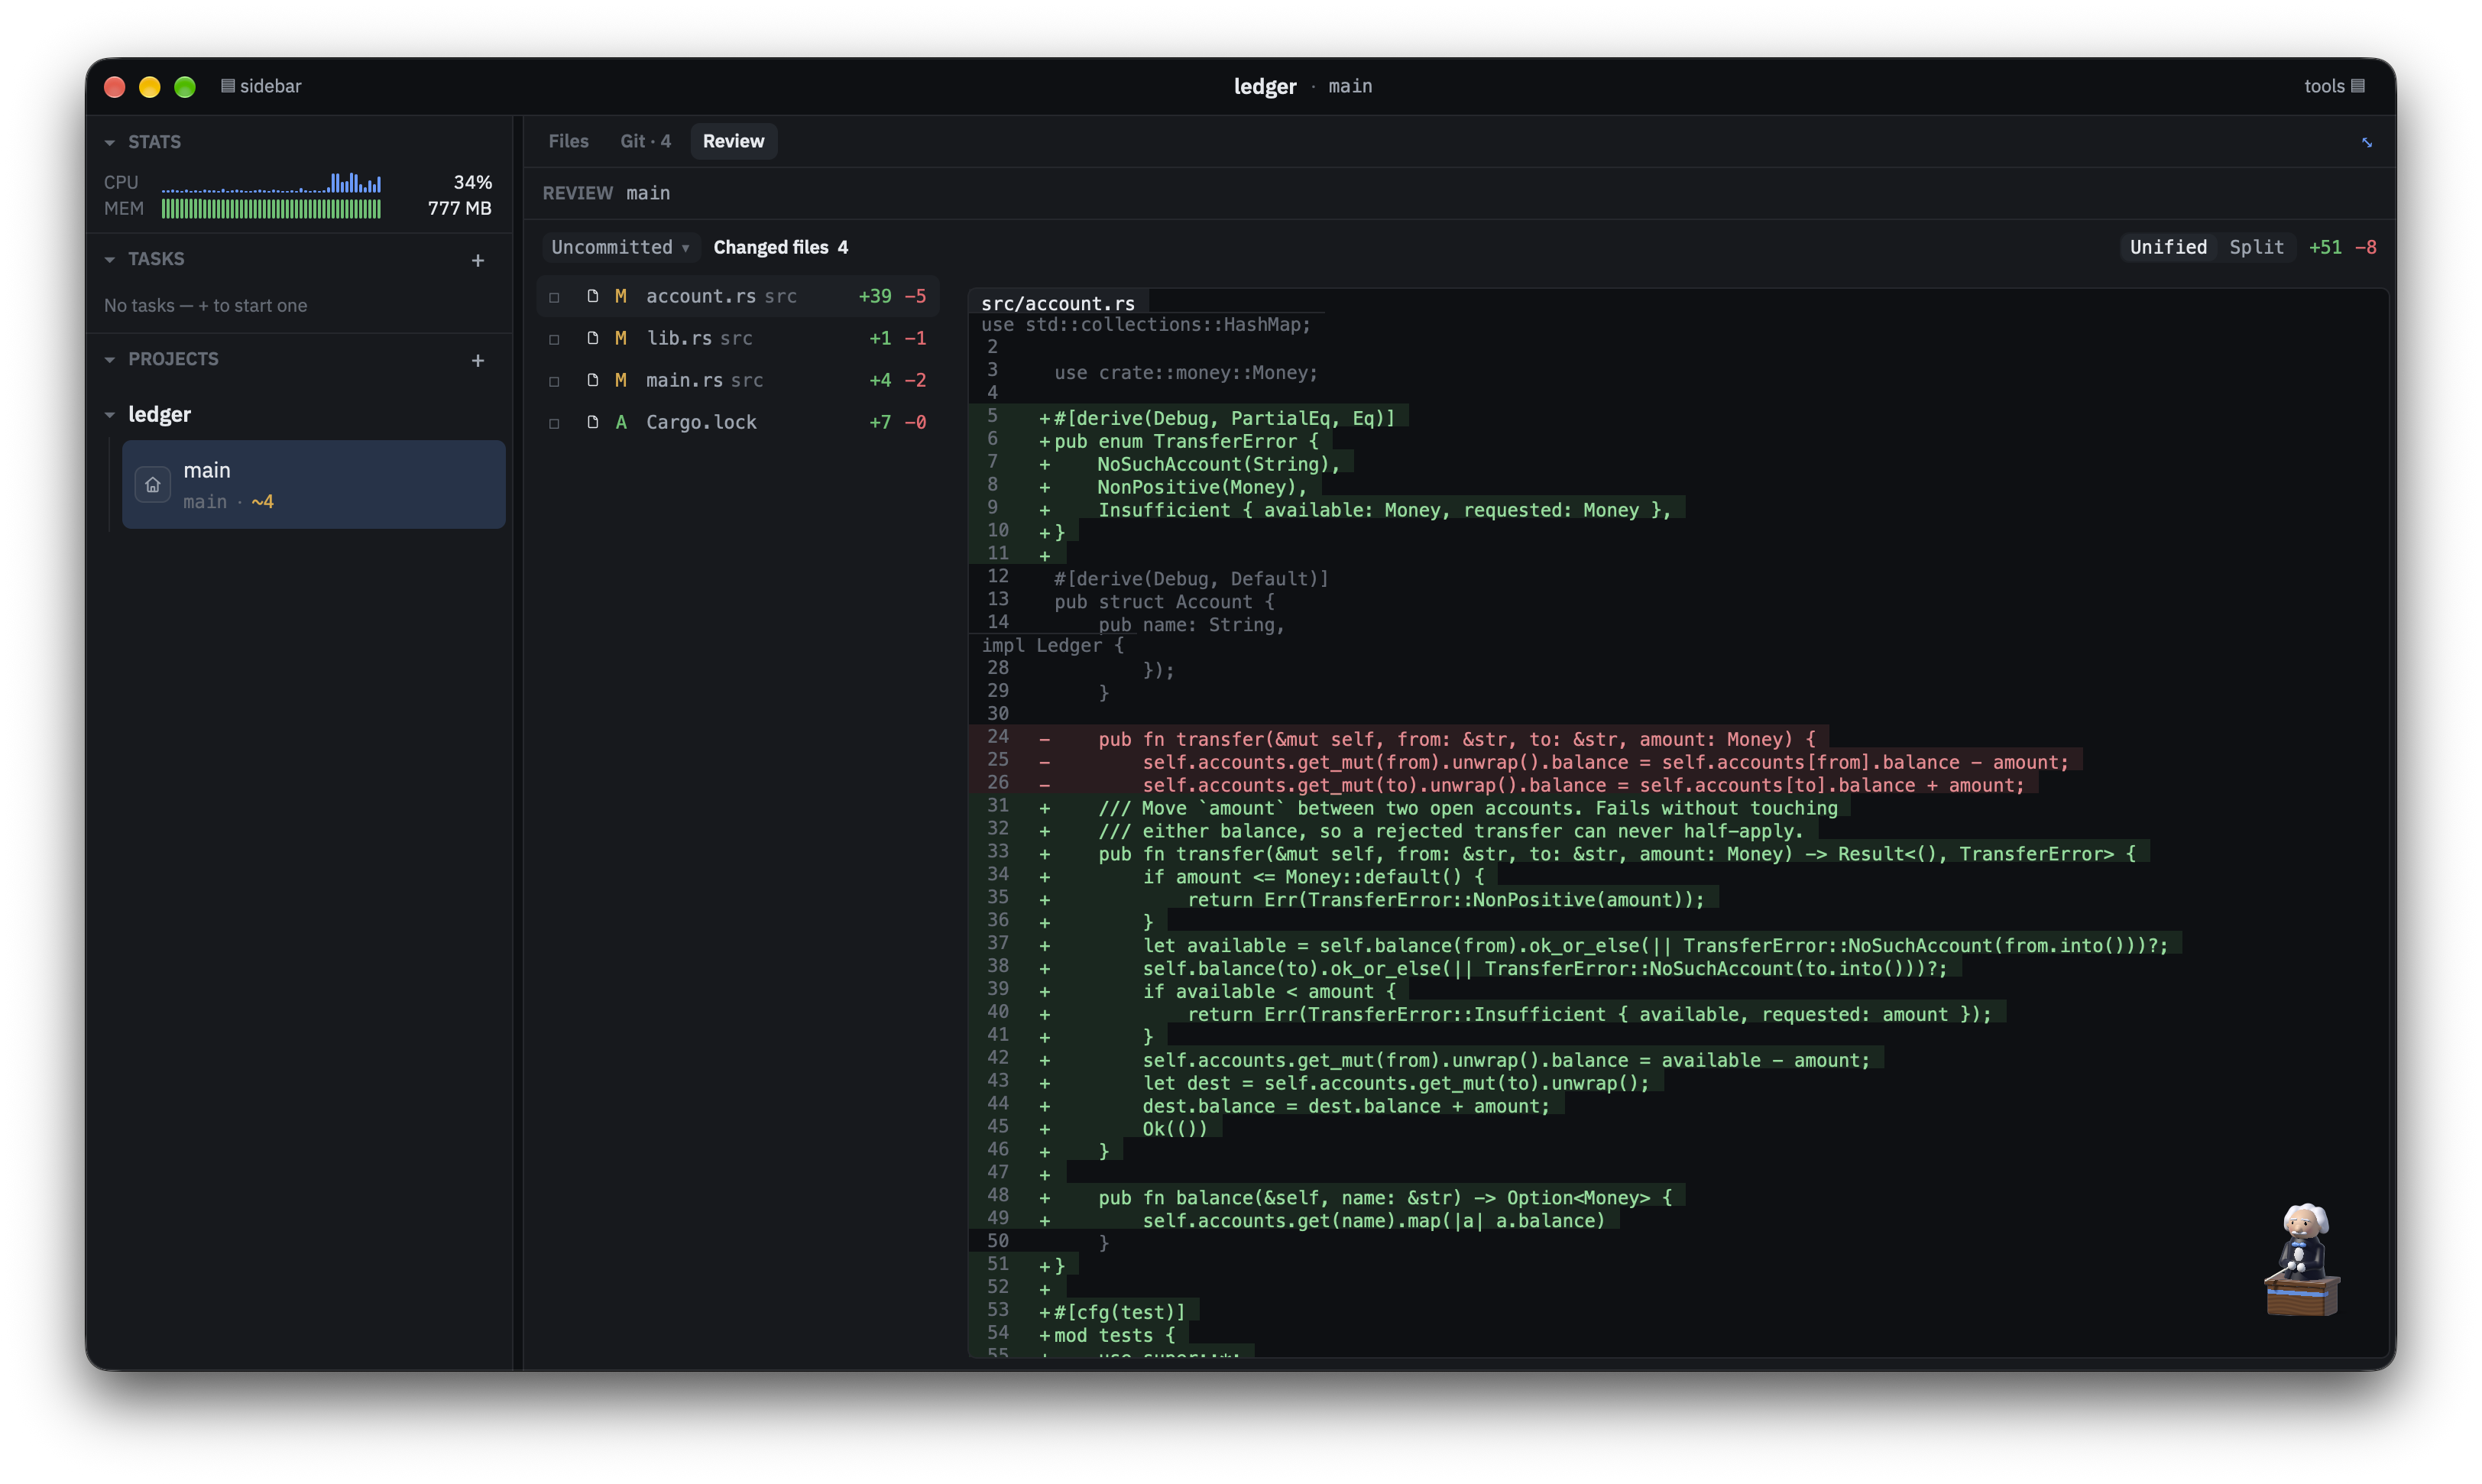 sidebar
ledger · main
tools
STATS
CPU 34%
MEM 777 MB
TASKS +
No tasks — + to start one
PROJECTS +
ledger
main
main · ~4
Files Git · 4 Review
REVIEW main
Uncommitted ▾ Changed files 4
Unified Split +51 −8
M account.rs src +39 −5
M lib.rs src +1 −1
M main.rs src +4 −2
A Cargo.lock +7 −0
src/account.rs
use std::collections::HashMap;
2
3 use crate::money::Money;
4
5 +#[derive(Debug, PartialEq, Eq)]
6 +pub enum TransferError {
7 +    NoSuchAccount(String),
8 +    NonPositive(Money),
9 +    Insufficient { available: Money, requested: Money },
10 +}
11 +
12 #[derive(Debug, Default)]
13 pub struct Account {
14     pub name: String,
impl Ledger {
28         });
29     }
30
24 −    pub fn transfer(&mut self, from: &str, to: &str, amount: Money) {
25 −        self.accounts.get_mut(from).unwrap().balance = self.accounts[from].balance − amount;
26 −        self.accounts.get_mut(to).unwrap().balance = self.accounts[to].balance + amount;
31 +    /// Move `amount` between two open accounts. Fails without touching
32 +    /// either balance, so a rejected transfer can never half−apply.
33 +    pub fn transfer(&mut self, from: &str, to: &str, amount: Money) −> Result<(), TransferError> {
34 +        if amount <= Money::default() {
35 +            return Err(TransferError::NonPositive(amount));
36 +        }
37 +        let available = self.balance(from).ok_or_else(|| TransferError::NoSuchAccount(from.into()))?;
38 +        self.balance(to).ok_or_else(|| TransferError::NoSuchAccount(to.into()))?;
39 +        if available < amount {
40 +            return Err(TransferError::Insufficient { available, requested: amount });
41 +        }
42 +        self.accounts.get_mut(from).unwrap().balance = available − amount;
43 +        let dest = self.accounts.get_mut(to).unwrap();
44 +        dest.balance = dest.balance + amount;
45 +        Ok(())
46 +    }
47 +
48 +    pub fn balance(&self, name: &str) −> Option<Money> {
49 +        self.accounts.get(name).map(|a| a.balance)
50     }
51 +}
52 +
53 +#[cfg(test)]
54 +mod tests {
55 +    use super::*;